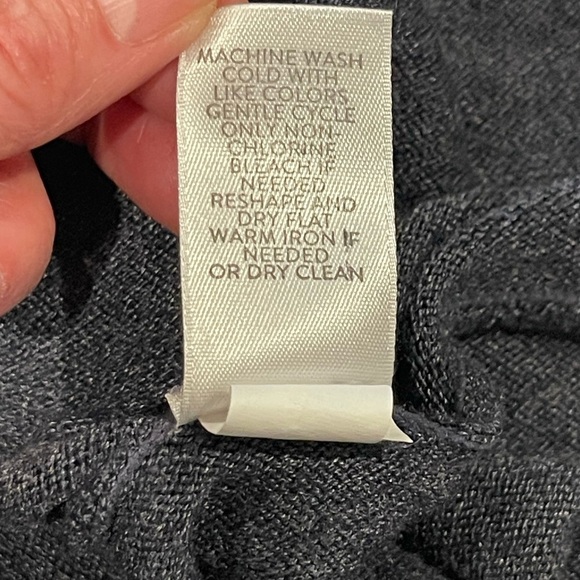 MACHINE WASH
COLD WITH
LIKE COLORS
GENTLE CYCLE
ONLY NON-
CHLORINE
BLEACH IF
NEEDED
RESHAPE AND
DRY FLAT
WARM IRON IF
NEEDED
OR DRY CLEAN